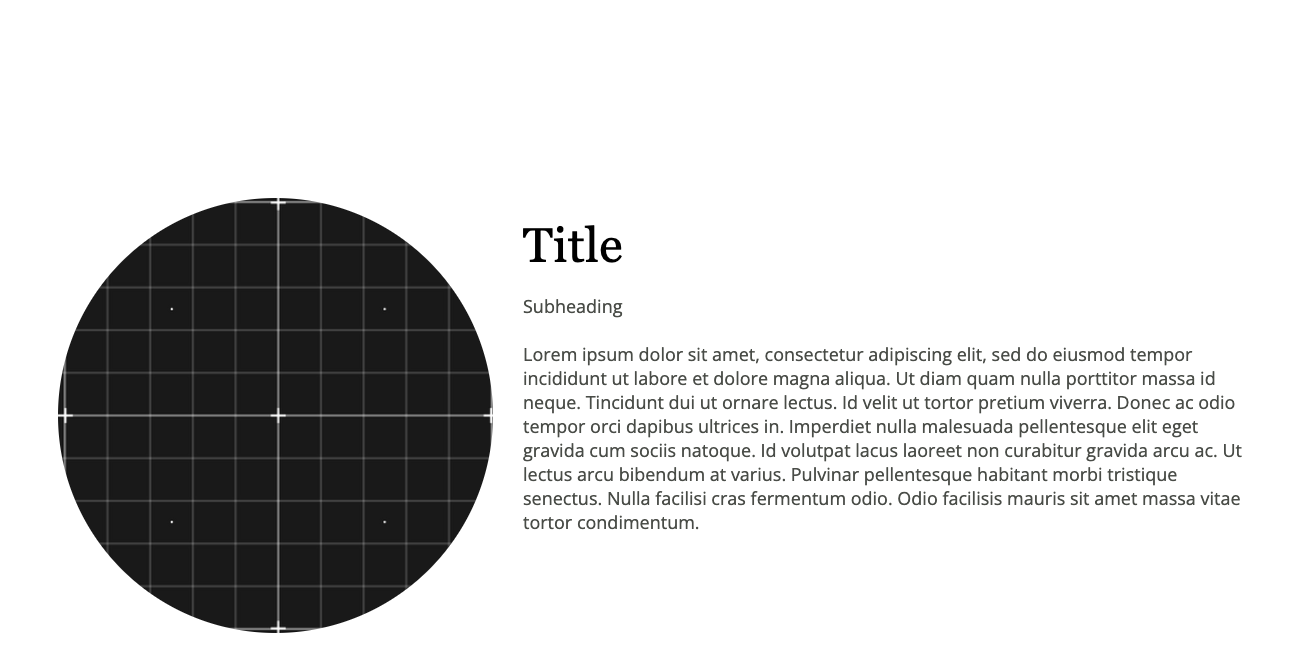 Title
Subheading
Lorem ipsum dolor sit amet, consectetur adipiscing elit, sed do eiusmod tempor
incididunt ut labore et dolore magna aliqua. Ut diam quam nulla porttitor massa id
neque. Tincidunt dui ut ornare lectus. Id velit ut tortor pretium viverra. Donec ac odio
tempor orci dapibus ultrices in. Imperdiet nulla malesuada pellentesque elit eget
gravida cum sociis natoque. Id volutpat lacus laoreet non curabitur gravida arcu ac. Ut
lectus arcu bibendum at varius. Pulvinar pellentesque habitant morbi tristique
senectus. Nulla facilisi cras fermentum odio. Odio facilisis mauris sit amet massa vitae
tortor condimentum.